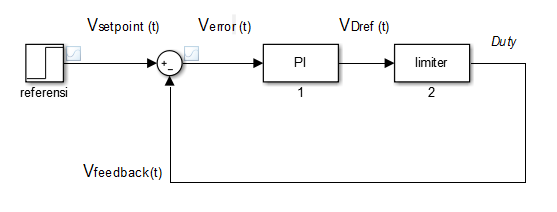 Vsetpoint (t)
Verror (t)
VDref (t)
Duty
+
−
PI
limiter
referensi
1
2
Vfeedback(t)